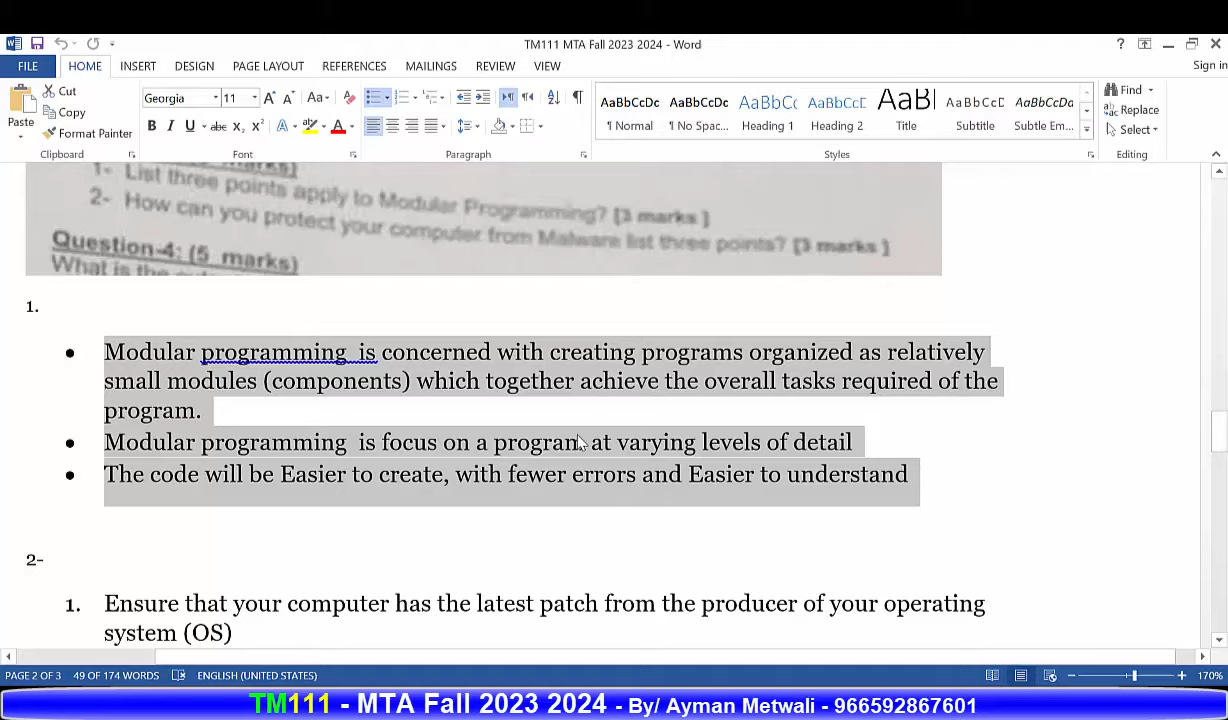 TM111 MTA Fall 2023 2024 - Word
Sign in
FILE HOME INSERT DESIGN PAGE LAYOUT REFERENCES MAILINGS REVIEW VIEW
Paste
Cut
Copy
Format Painter
Clipboard
Georgia 11
Font
Paragraph
AaBbCcDc AaBbCcDc AaBbCc AaBbCcD AaB AaBbCcD AaBbCcDa
¶ Normal ¶ No Spac... Heading 1 Heading 2 Title Subtitle Subtle Em...
Styles
Find
Replace
Select
Editing
1- List three points apply to Modular Programming? [3 marks ]
2- How can you protect your computer from Malware list three points? [3 marks ]
Question-4: (5 marks)
What is the
1.
• Modular programming is concerned with creating programs organized as relatively
small modules (components) which together achieve the overall tasks required of the
program.
• Modular programming is focus on a program at varying levels of detail
• The code will be Easier to create, with fewer errors and Easier to understand
2-
1. Ensure that your computer has the latest patch from the producer of your operating
system (OS)
PAGE 2 OF 3 49 OF 174 WORDS ENGLISH (UNITED STATES) 170%
TM111 - MTA Fall 2023 2024 - By/ Ayman Metwali - 966592867601